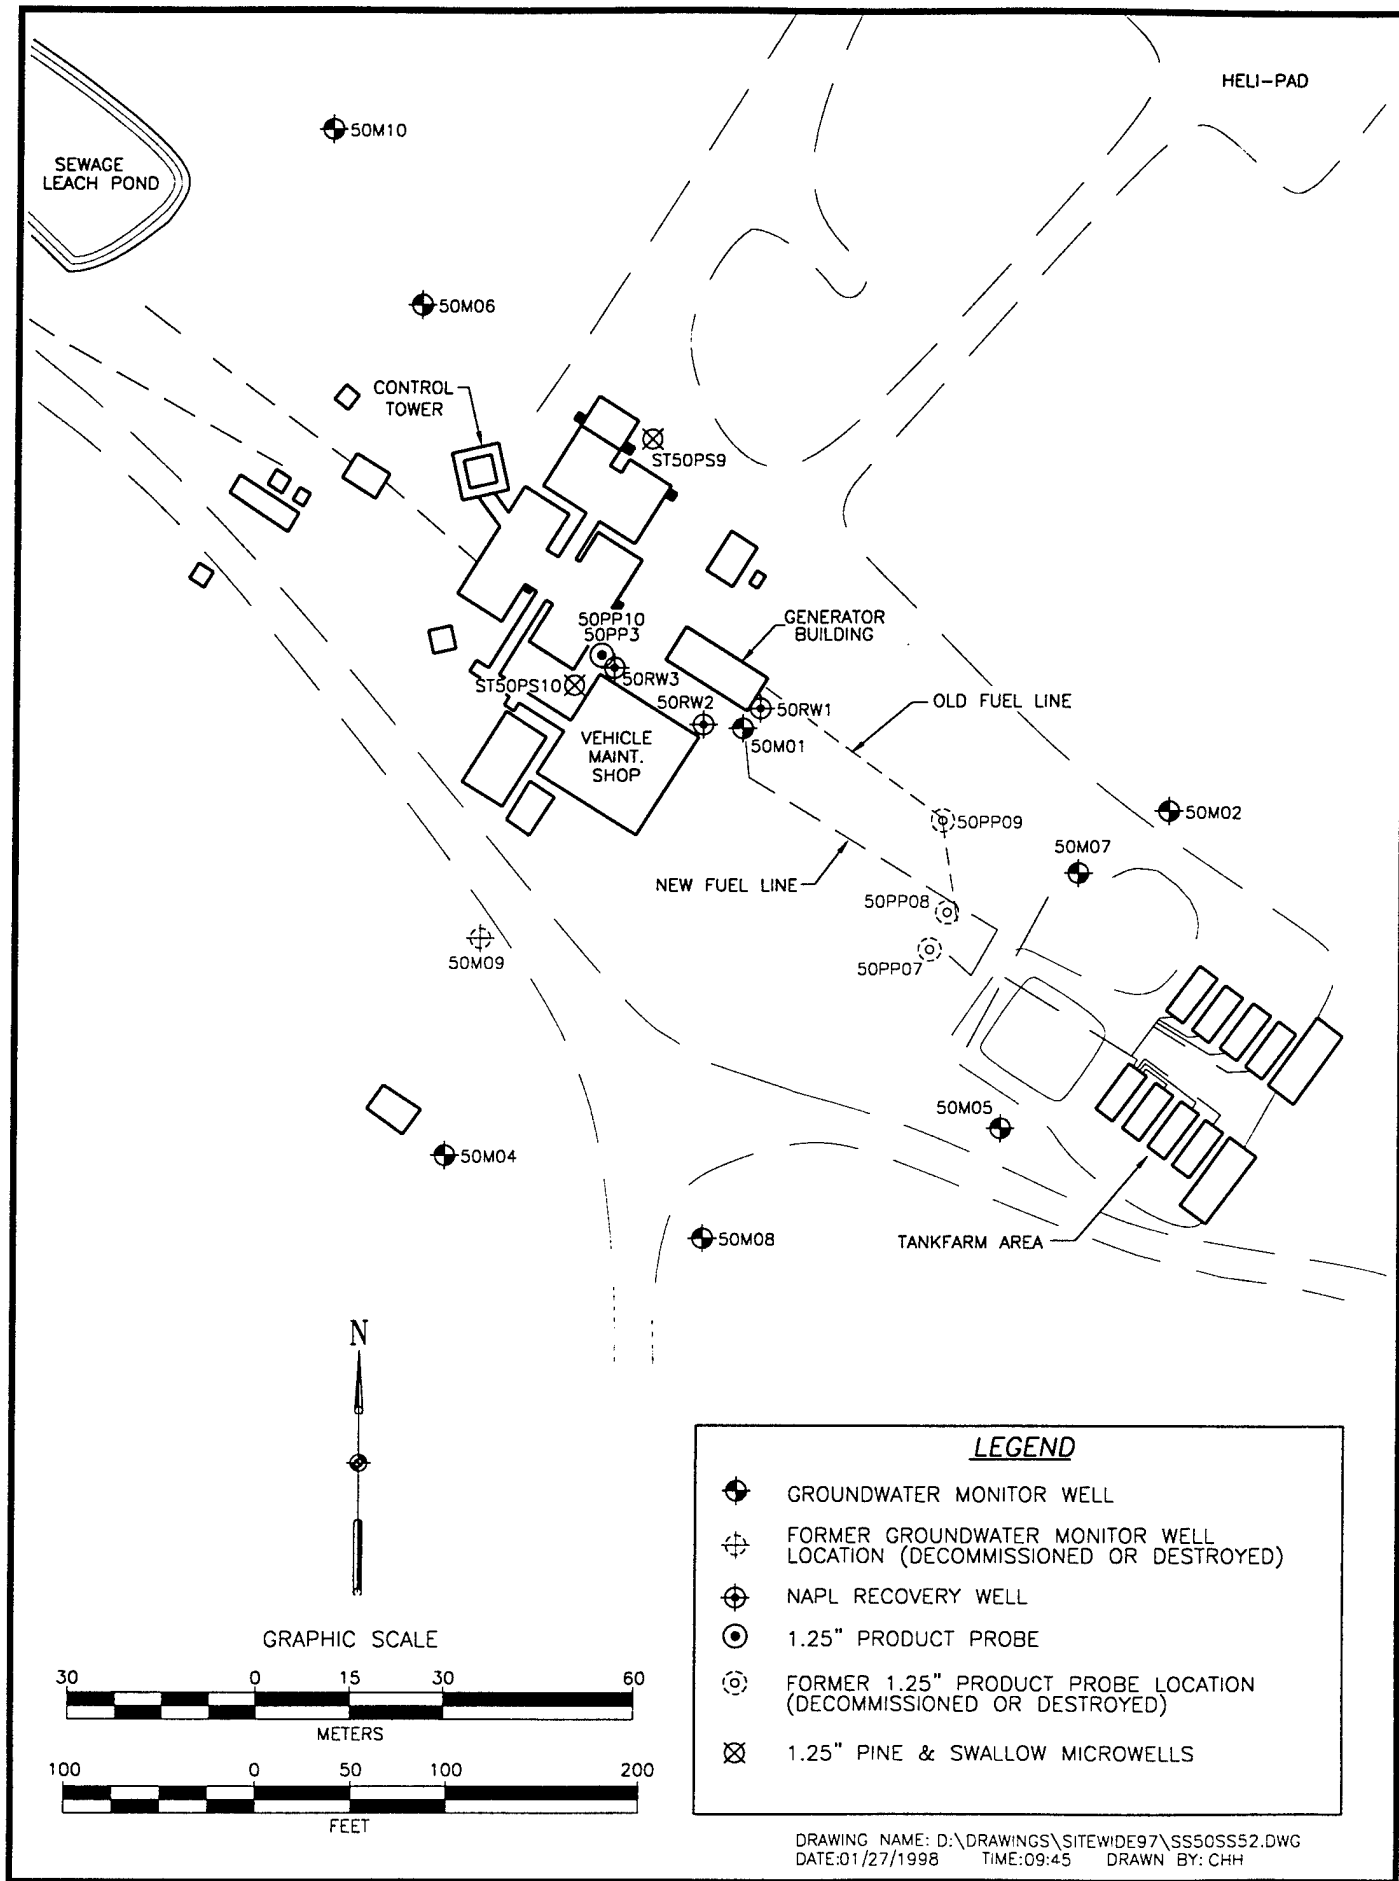 HELI-PAD
50M10
SEWAGE
LEACH POND
50M06
CONTROL
TOWER
ST50PS9
GENERATOR
BUILDING
50PP10
50PP3
50RW3
ST50PS10
50RW2
50RW1
OLD FUEL LINE
50M01
VEHICLE
MAINT.
SHOP
50PP09
50M02
50M07
NEW FUEL LINE
50PP08
50M09
50PP07
50M05
50M04
50M08
TANKFARM AREA
N
LEGEND
GROUNDWATER MONITOR WELL
FORMER GROUNDWATER MONITOR WELL
LOCATION (DECOMMISSIONED OR DESTROYED)
NAPL RECOVERY WELL
1.25" PRODUCT PROBE
FORMER 1.25" PRODUCT PROBE LOCATION
(DECOMMISSIONED OR DESTROYED)
1.25" PINE & SWALLOW MICROWELLS
GRAPHIC SCALE
30 0 15 30 60
METERS
100 0 50 100 200
FEET
DRAWING NAME: D:\DRAWINGS\SITEWIDE97\SS50SS52.DWG
DATE:01/27/1998 TIME:09:45 DRAWN BY: CHH